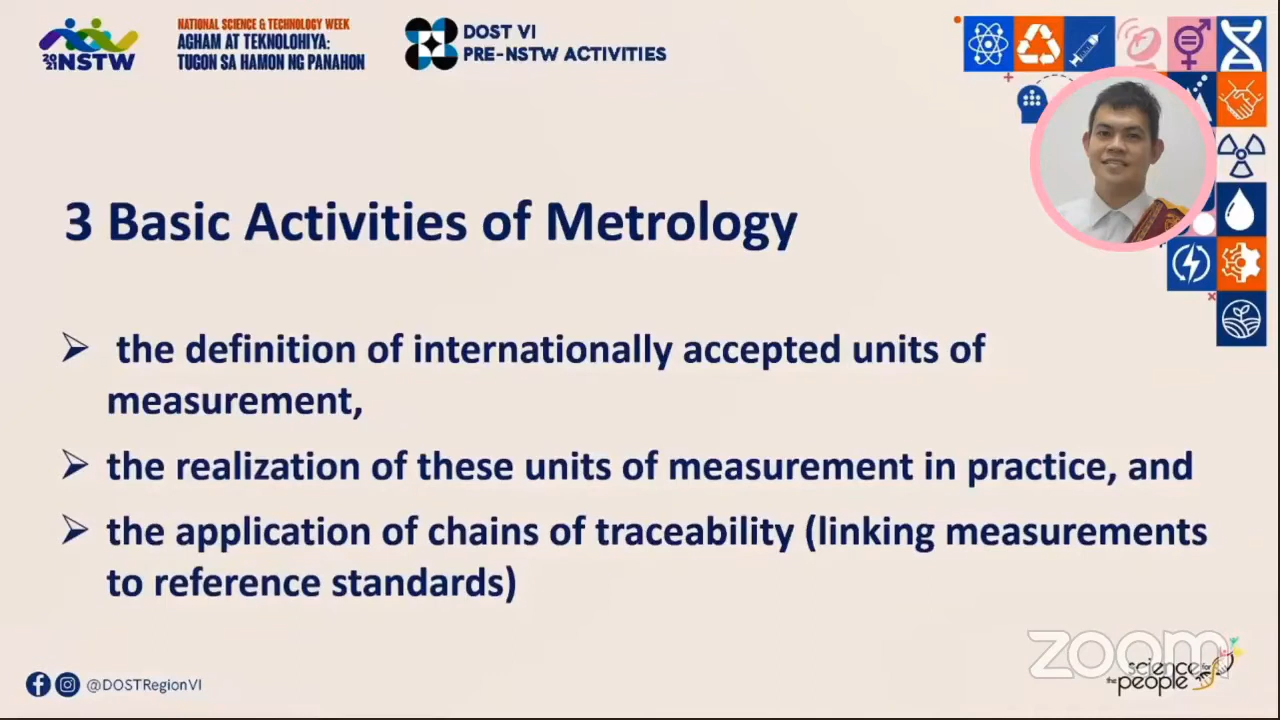 2021 NSTW
NATIONAL SCIENCE & TECHNOLOGY WEEK
AGHAM AT TEKNOLOHIYA:
TUGON SA HAMON NG PANAHON
DOST VI
PRE-NSTW ACTIVITIES
3 Basic Activities of Metrology
the definition of internationally accepted units of
measurement,
the realization of these units of measurement in practice, and
the application of chains of traceability (linking measurements
to reference standards)
@DOSTRegionVI
zoom
science for
the people